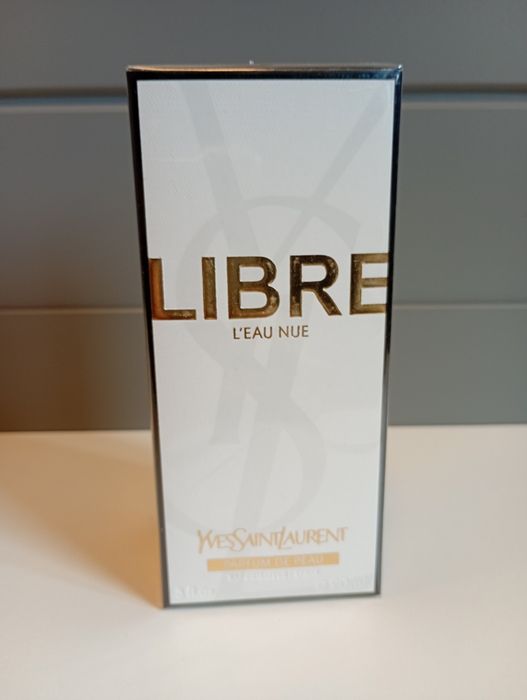 LIBRE
L'EAU NUE
YVESSAINTLAURENT
PARFUM DE PEAU